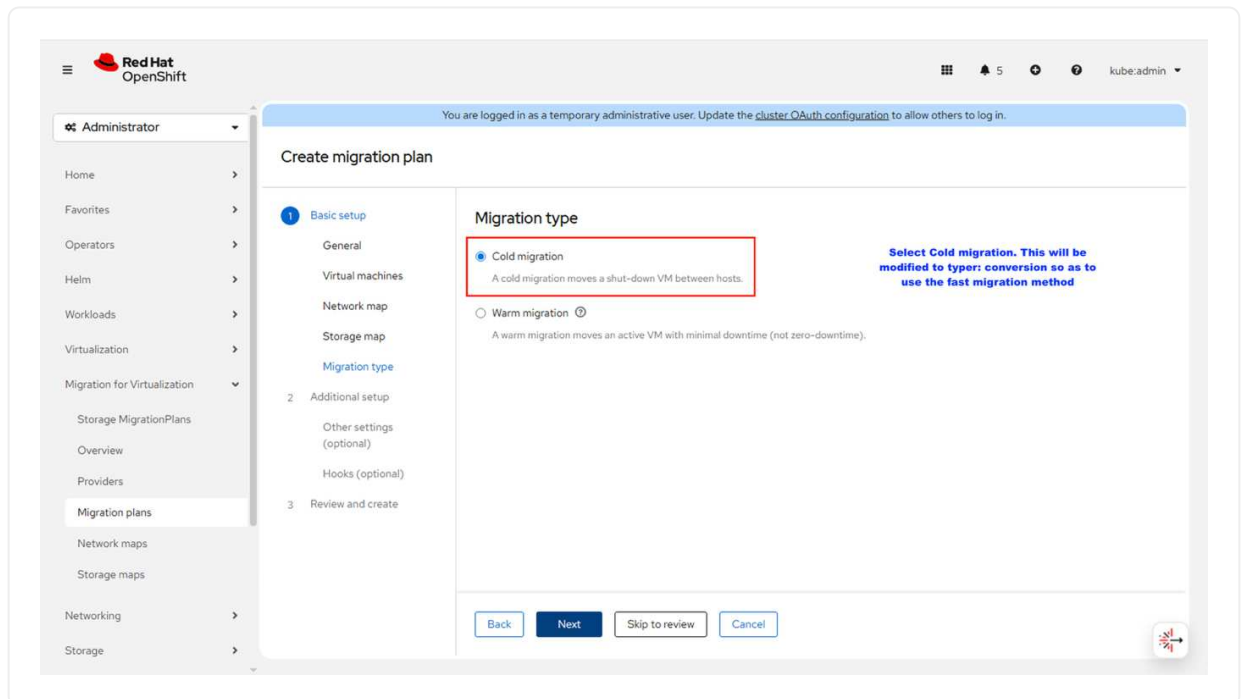 Red Hat
OpenShift
5
kube:admin
Administrator
You are logged in as a temporary administrative user. Update the cluster OAuth configuration to allow others to log in.
Home
Favorites
Operators
Helm
Workloads
Virtualization
Migration for Virtualization
Storage MigrationPlans
Overview
Providers
Migration plans
Network maps
Storage maps
Networking
Storage
Create migration plan
1 Basic setup
General
Virtual machines
Network map
Storage map
Migration type
2 Additional setup
Other settings
(optional)
Hooks (optional)
3 Review and create
Migration type
Cold migration
A cold migration moves a shut-down VM between hosts.
Warm migration
A warm migration moves an active VM with minimal downtime (not zero-downtime).
Select Cold migration. This will be
modified to typer: conversion so as to
use the fast migration method
Back
Next
Skip to review
Cancel